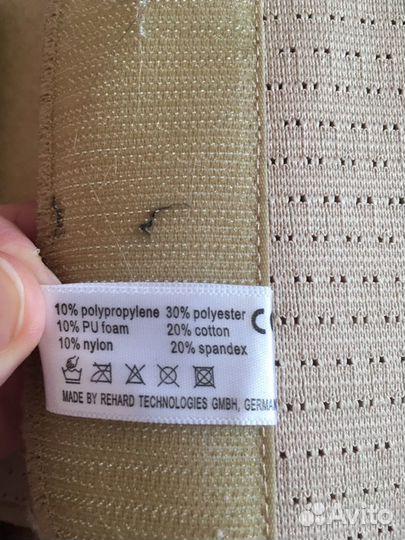 10% polypropylene 30% polyester
10% PU foam 20% cotton
10% nylon 20% spandex
MADE BY REHARD TECHNOLOGIES GMBH, GERMAN
Avito